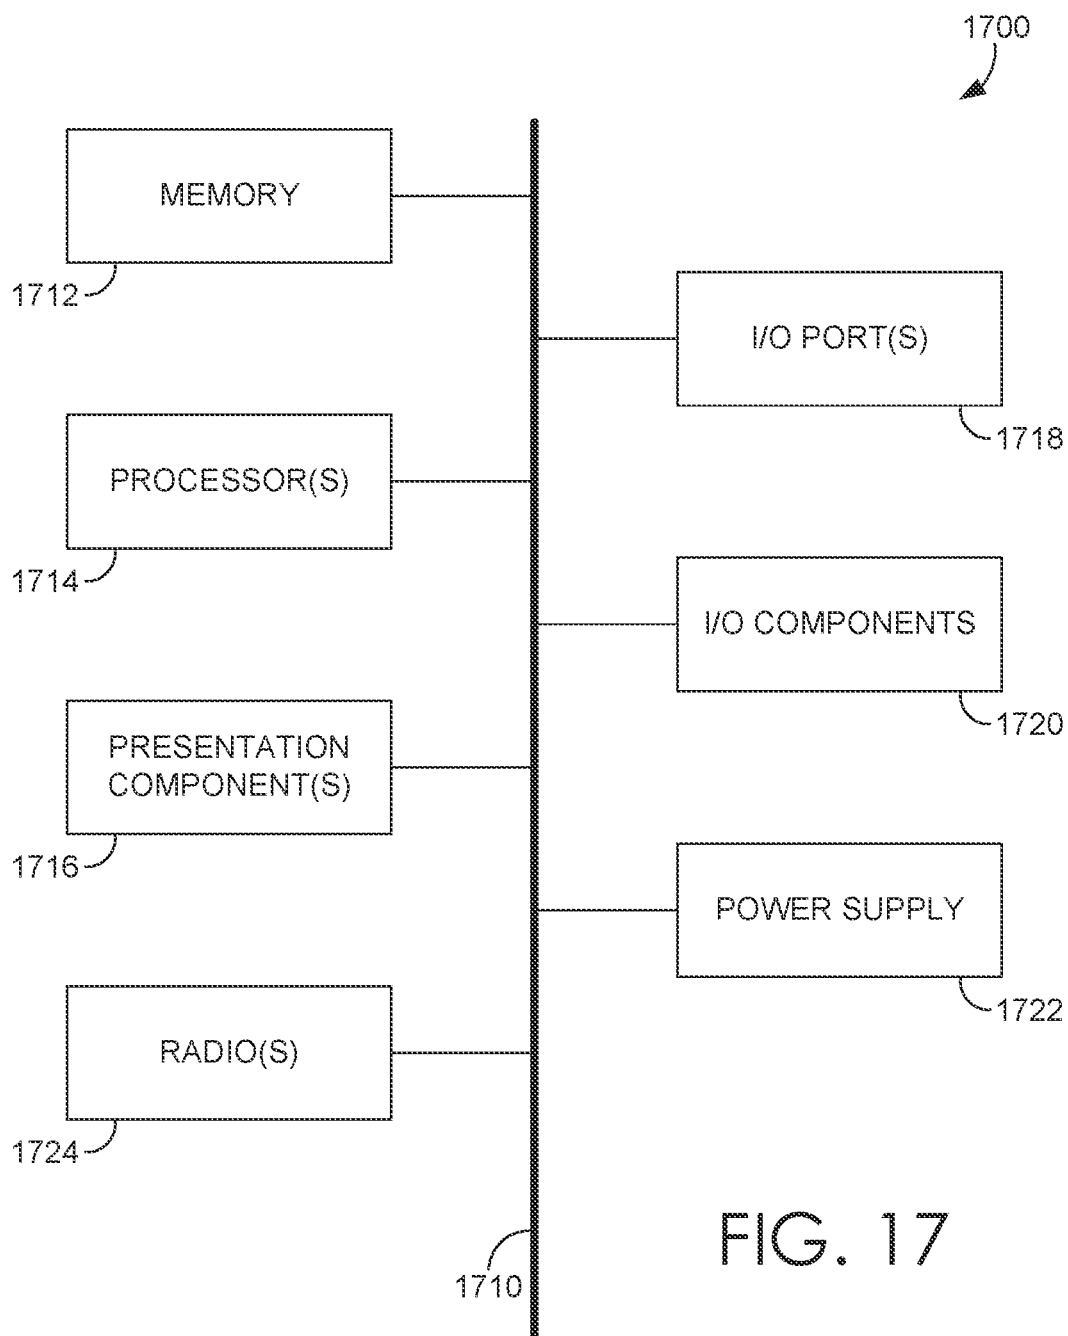 1700
MEMORY
1712
I/O PORT(S)
1718
PROCESSOR(S)
1714
I/O COMPONENTS
1720
PRESENTATION
COMPONENT(S)
1716
POWER SUPPLY
1722
RADIO(S)
1724
1710
FIG. 17